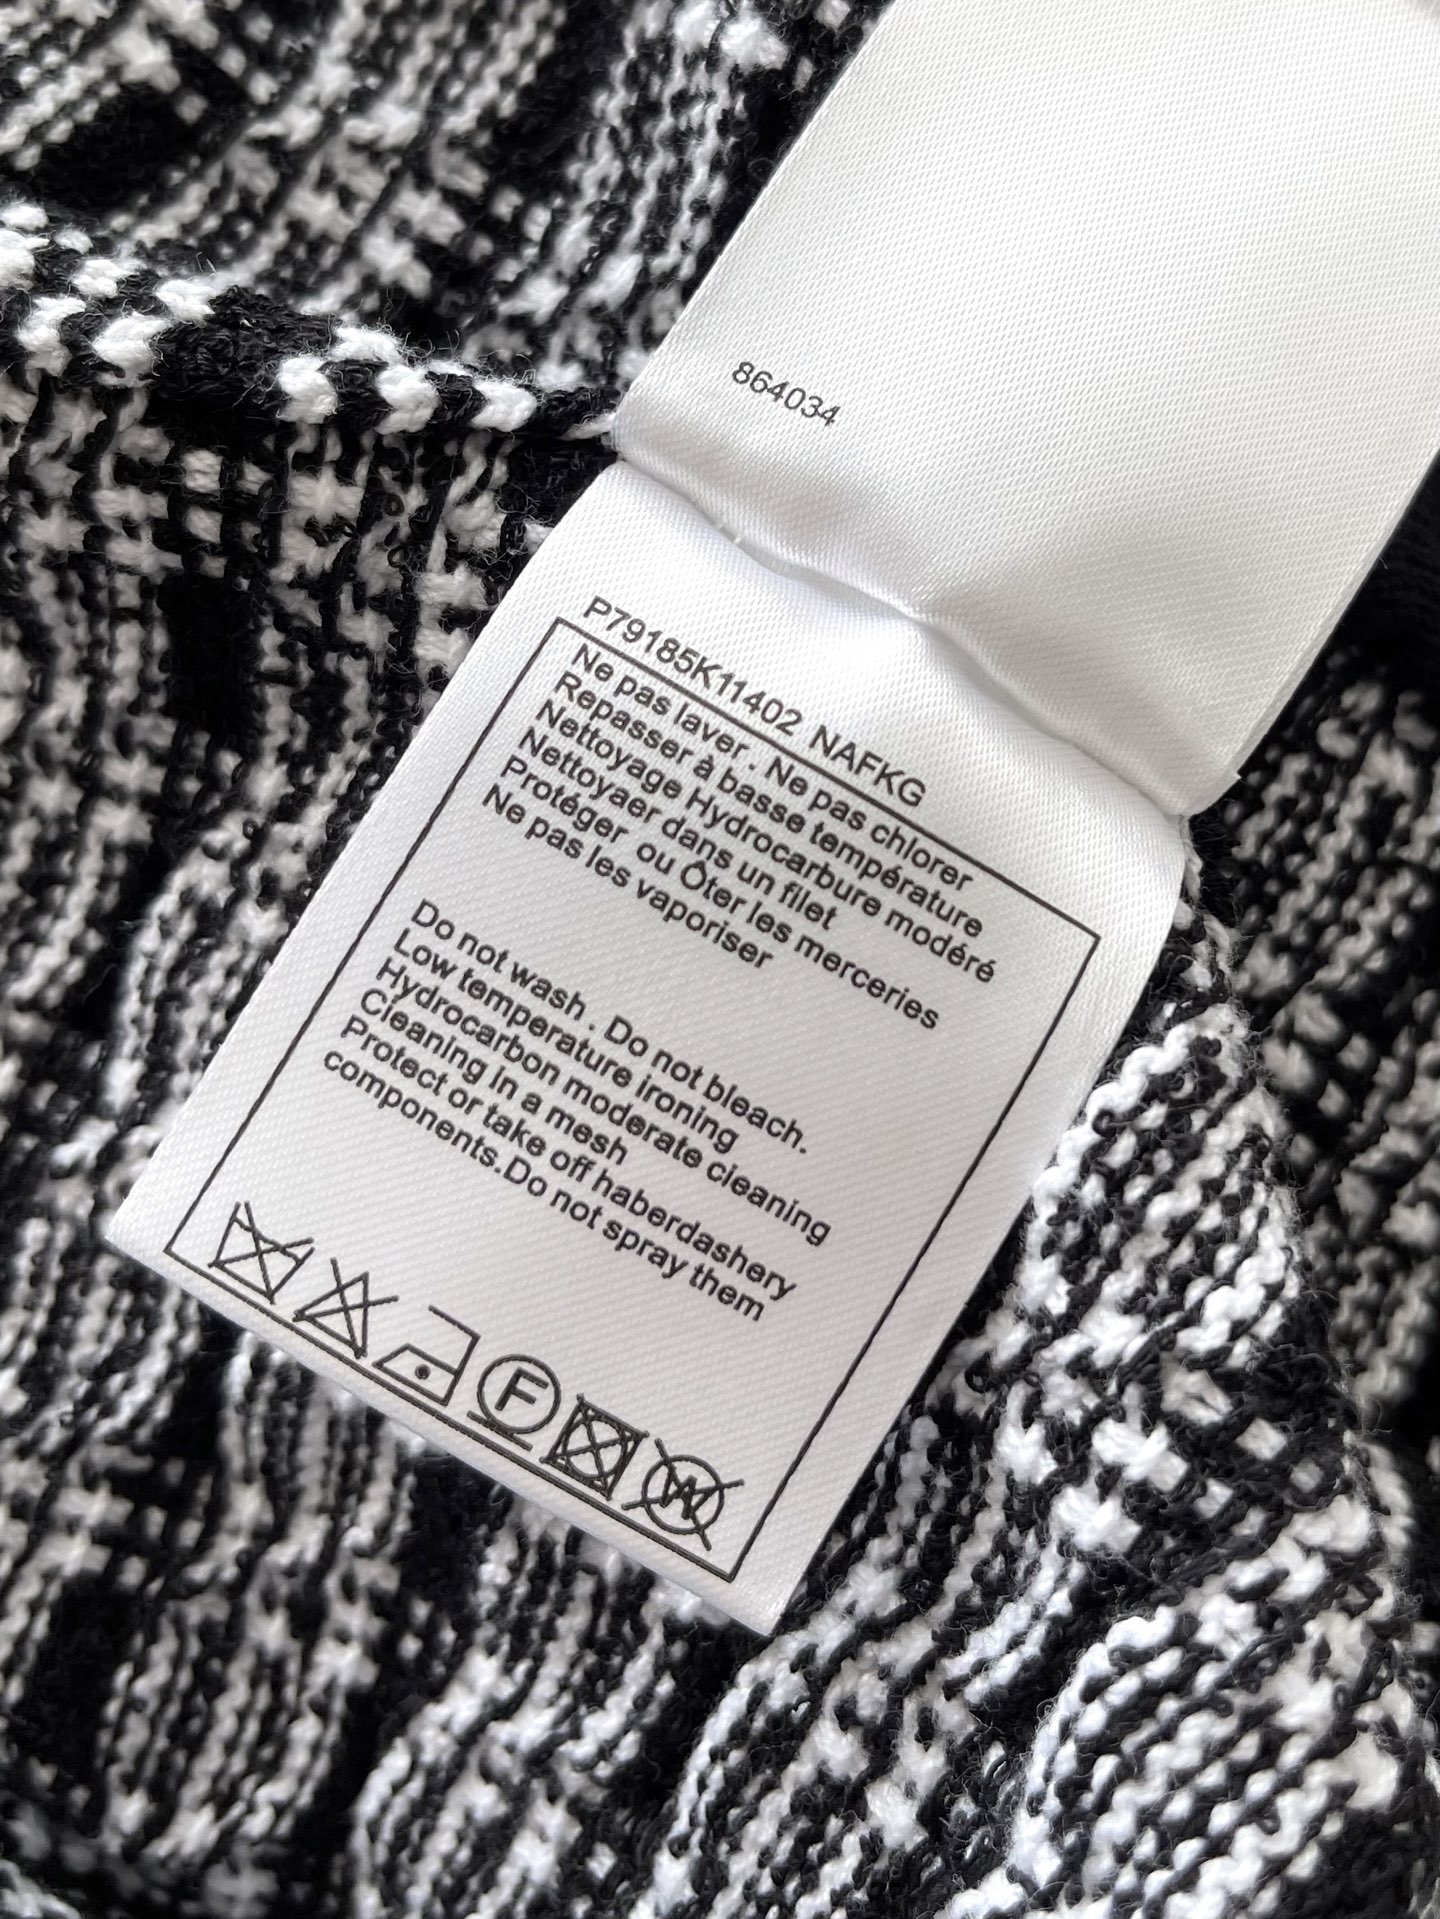 864034
P79185K11402 NAFKG
Ne pas laver . Ne pas chlorer
Repasser à basse température
Nettoyage Hydrocarbure modéré
Nettoyaer dans un filet
Protéger ou Ôter les merceries
Ne pas les vaporiser
Do not wash . Do not bleach.
Low temperature ironing
Hydrocarbon moderate cleaning
Cleaning in a mesh
Protect or take off haberdashery
components.Do not spray them
F
W